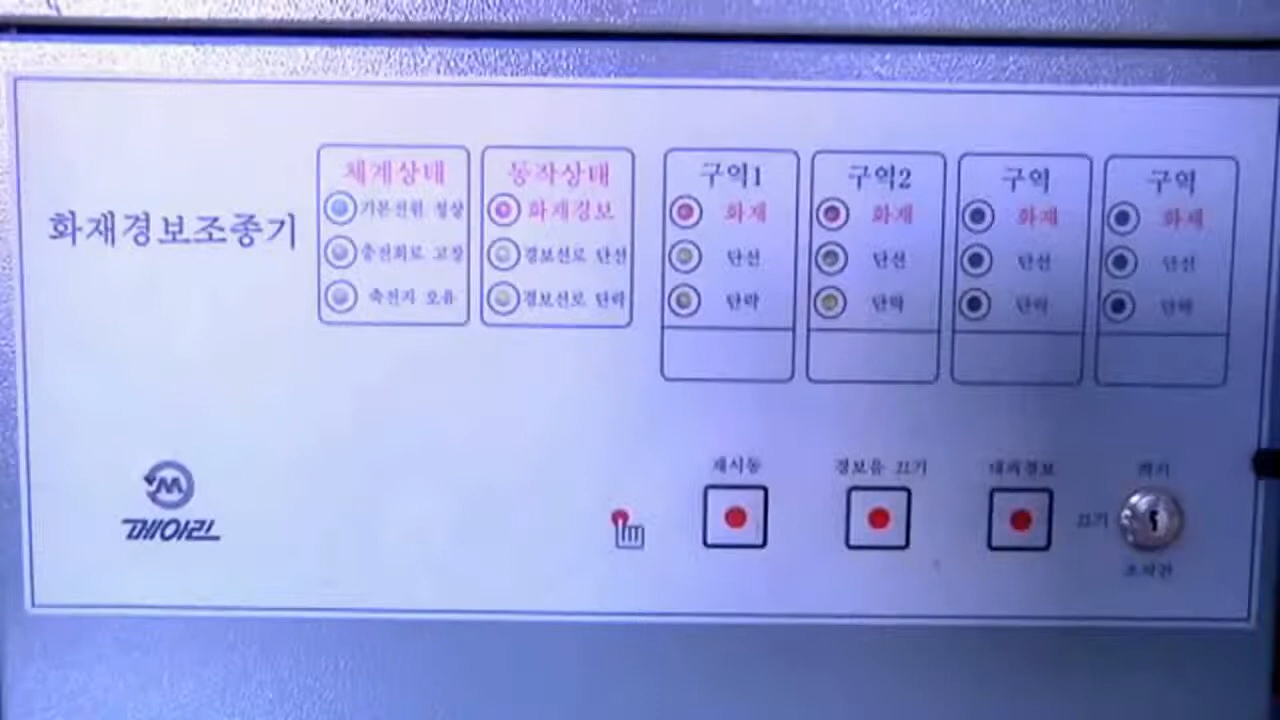 화재경보조종기
체계상태
기본전원 정상
충전회로 고장
축전지 오유
동작상태
화재경보
경보선로 단선
경보선로 단락
구역1
화재
단선
단락
구역2
화재
단선
단락
구역
화재
단선
단락
구역
화재
단선
단락
메아리
재시동
경보음 끄기
대피경보
끄기
조작관